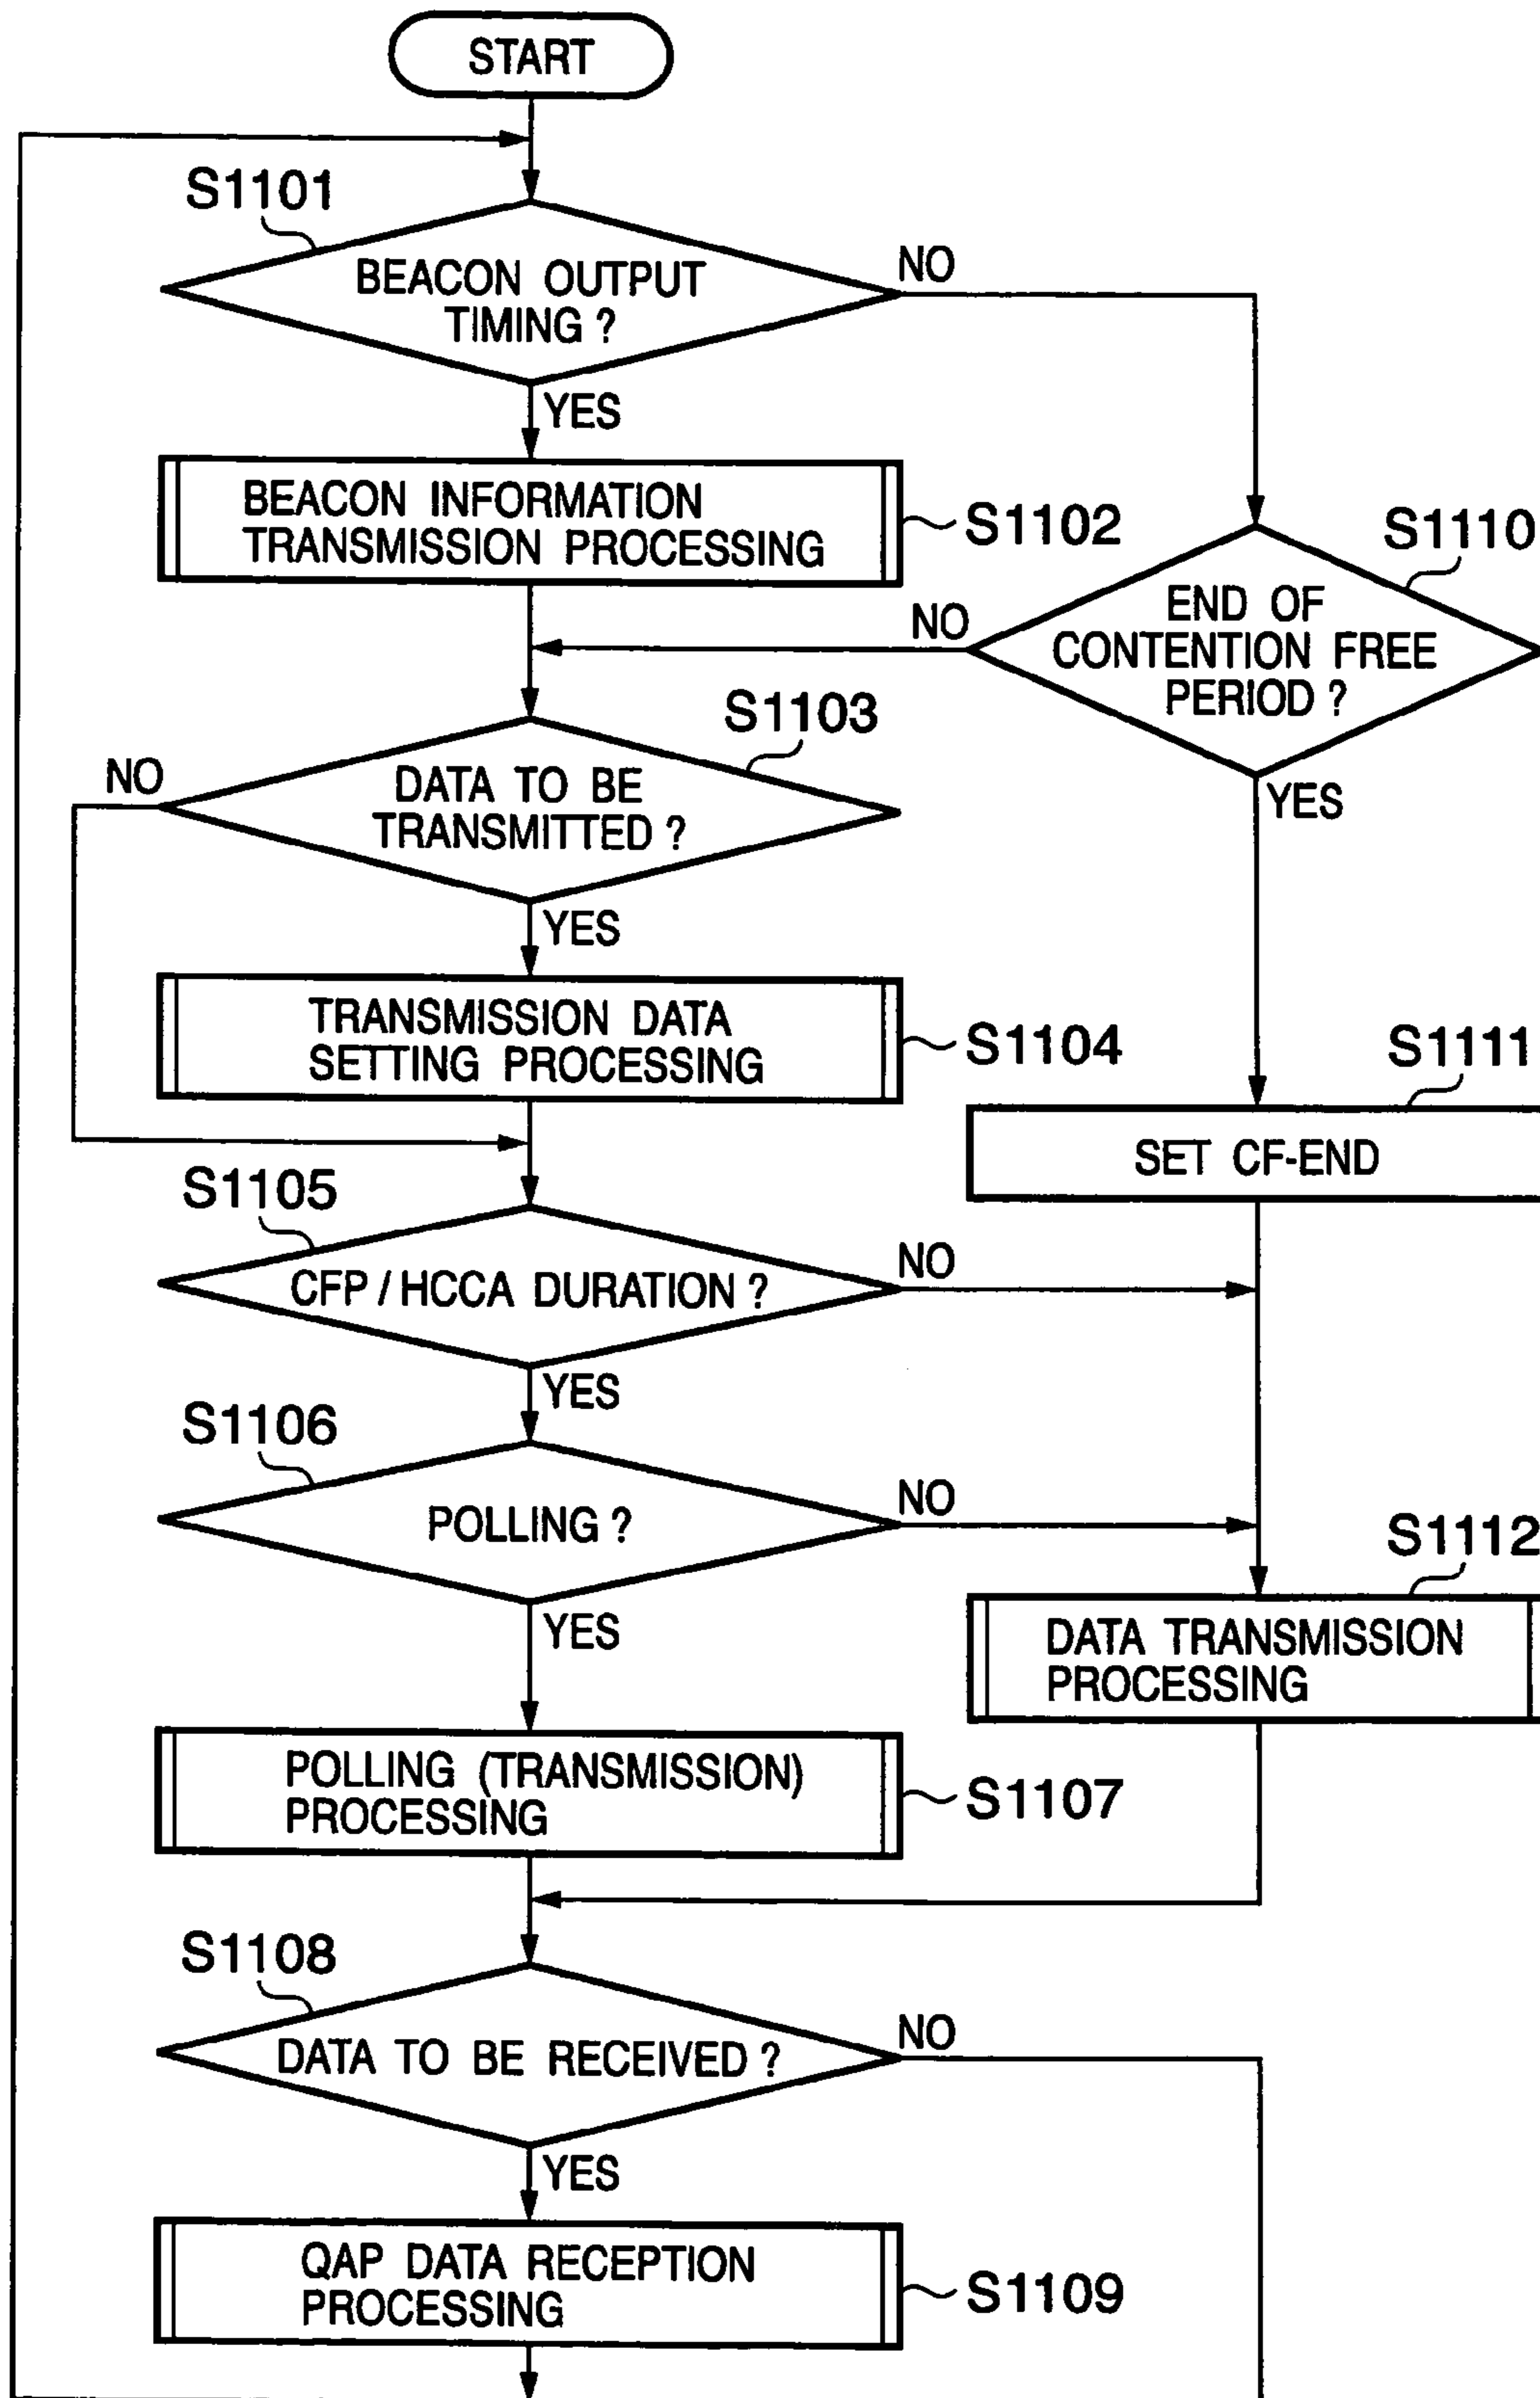 START
S1101
BEACON OUTPUT
TIMING ?
NO
YES
BEACON INFORMATION
TRANSMISSION PROCESSING
S1102
S1110
END OF
CONTENTION FREE
PERIOD ?
NO
YES
S1103
DATA TO BE
TRANSMITTED ?
NO
YES
TRANSMISSION DATA
SETTING PROCESSING
S1104
S1111
SET CF-END
S1105
CFP / HCCA DURATION ?
NO
YES
S1106
POLLING ?
NO
YES
S1112
DATA TRANSMISSION
PROCESSING
POLLING (TRANSMISSION)
PROCESSING
S1107
S1108
DATA TO BE RECEIVED ?
NO
YES
QAP DATA RECEPTION
PROCESSING
S1109